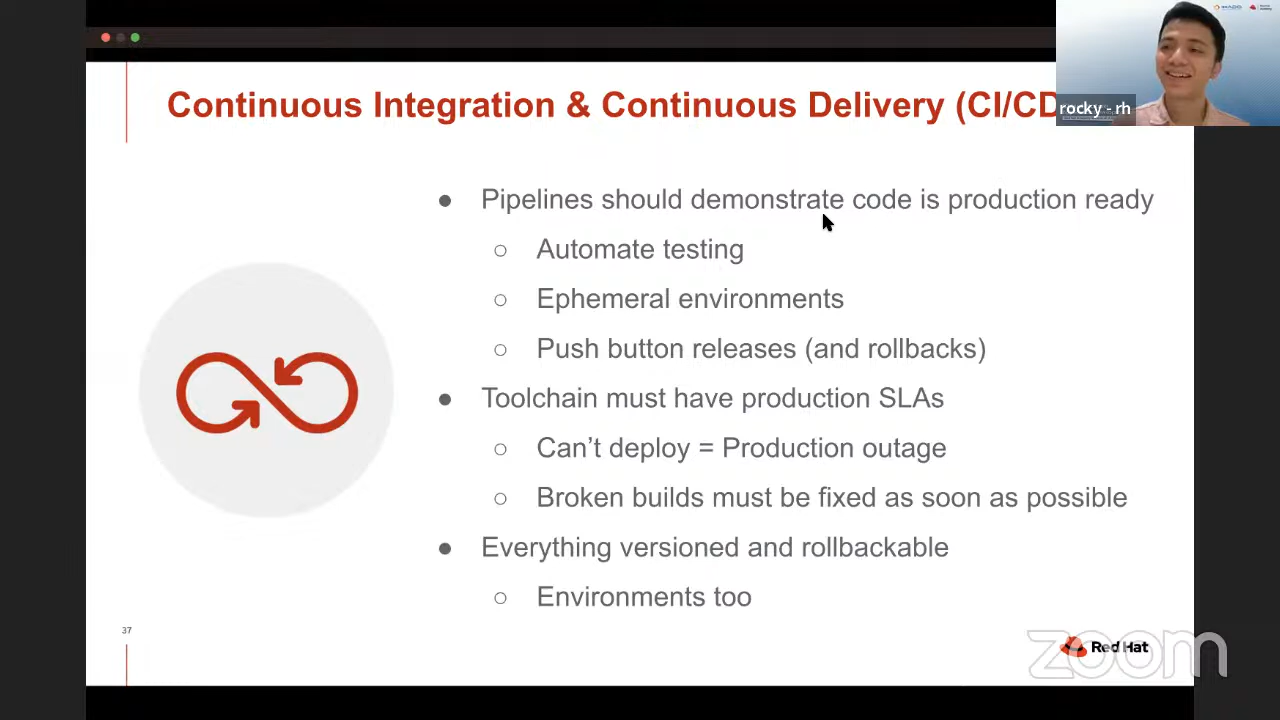 Continuous Integration & Continuous Delivery (CI/CD
rocky - rh
Pipelines should demonstrate code is production ready
Automate testing
Ephemeral environments
Push button releases (and rollbacks)
Toolchain must have production SLAs
Can’t deploy = Production outage
Broken builds must be fixed as soon as possible
Everything versioned and rollbackable
Environments too
37
Red Hat
zoom